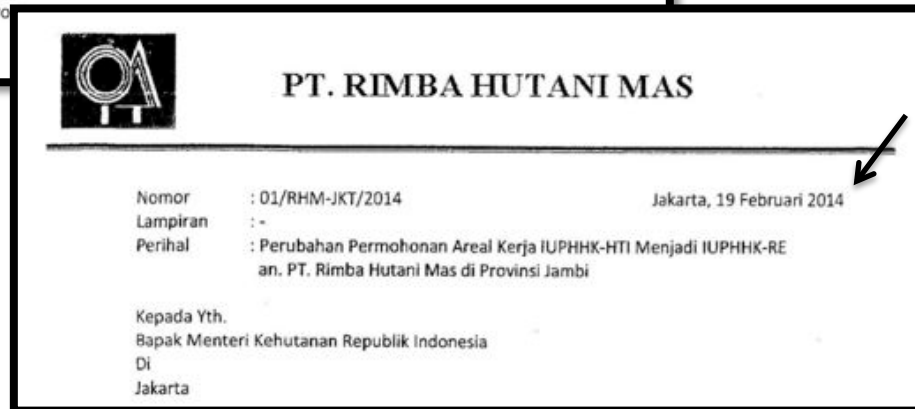 PT. RIMBA HUTANI MAS
Nomor : 01/RHM-JKT/2014 Jakarta, 19 Februari 2014
Lampiran : -
Perihal : Perubahan Permohonan Areal Kerja IUPHHK-HTI Menjadi IUPHHK-RE
an. PT. Rimba Hutani Mas di Provinsi Jambi
Kepada Yth.
Bapak Menteri Kehutanan Republik Indonesia
Di
Jakarta